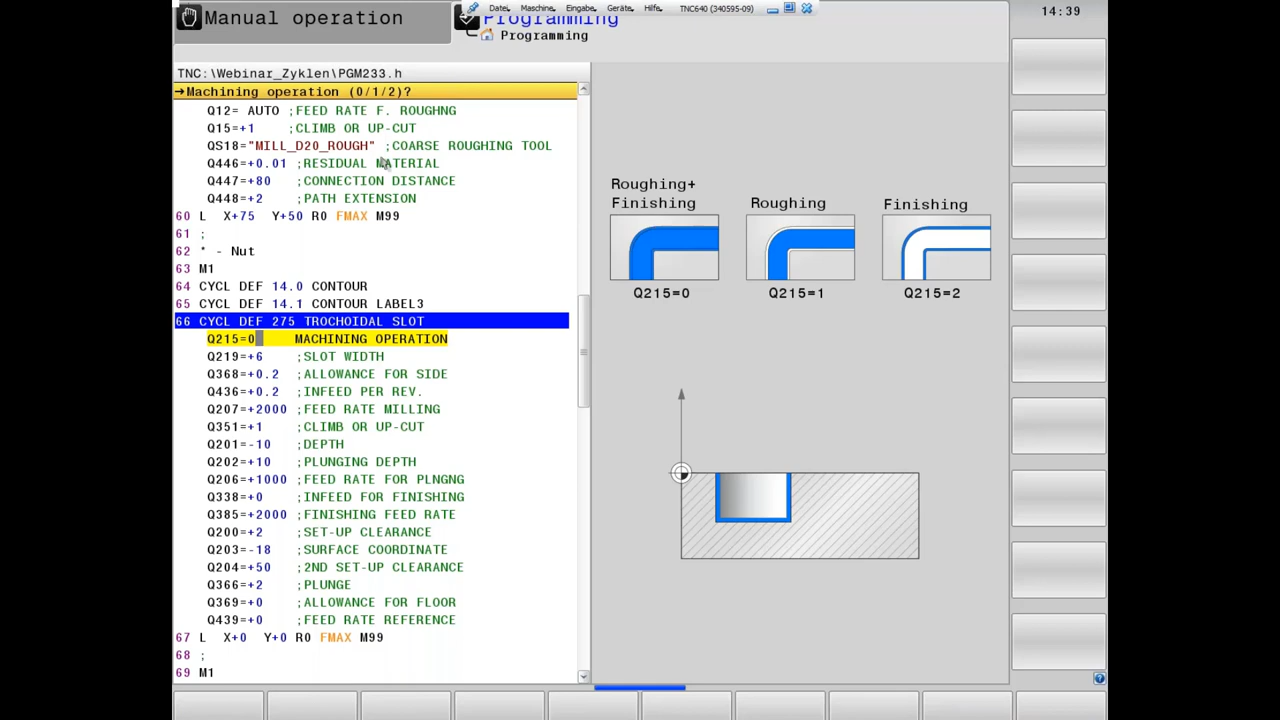 Manual operation
Datei Maschine Eingabe Geräte Hilfe TNC640 (340595-09)
Programming
Programming
14:39
TNC:\Webinar_Zyklen\PGM233.h
→Machining operation (0/1/2)?
Q12= AUTO ;FEED RATE F. ROUGHNG
Q15=+1 ;CLIMB OR UP-CUT
QS18="MILL_D20_ROUGH" ;COARSE ROUGHING TOOL
Q446=+0.01 ;RESIDUAL MATERIAL
Q447=+80 ;CONNECTION DISTANCE
Q448=+2 ;PATH EXTENSION
60 L X+75 Y+50 R0 FMAX M99
61 ;
62 * - Nut
63 M1
64 CYCL DEF 14.0 CONTOUR
65 CYCL DEF 14.1 CONTOUR LABEL3
66 CYCL DEF 275 TROCHOIDAL SLOT
Q215=0 MACHINING OPERATION
Q219=+6 ;SLOT WIDTH
Q368=+0.2 ;ALLOWANCE FOR SIDE
Q436=+0.2 ;INFEED PER REV.
Q207=+2000 ;FEED RATE MILLING
Q351=+1 ;CLIMB OR UP-CUT
Q201=-10 ;DEPTH
Q202=+10 ;PLUNGING DEPTH
Q206=+1000 ;FEED RATE FOR PLNGNG
Q338=+0 ;INFEED FOR FINISHING
Q385=+2000 ;FINISHING FEED RATE
Q200=+2 ;SET-UP CLEARANCE
Q203=-18 ;SURFACE COORDINATE
Q204=+50 ;2ND SET-UP CLEARANCE
Q366=+2 ;PLUNGE
Q369=+0 ;ALLOWANCE FOR FLOOR
Q439=+0 ;FEED RATE REFERENCE
67 L X+0 Y+0 R0 FMAX M99
68 ;
69 M1
Roughing+
Finishing
Roughing
Finishing
Q215=0
Q215=1
Q215=2